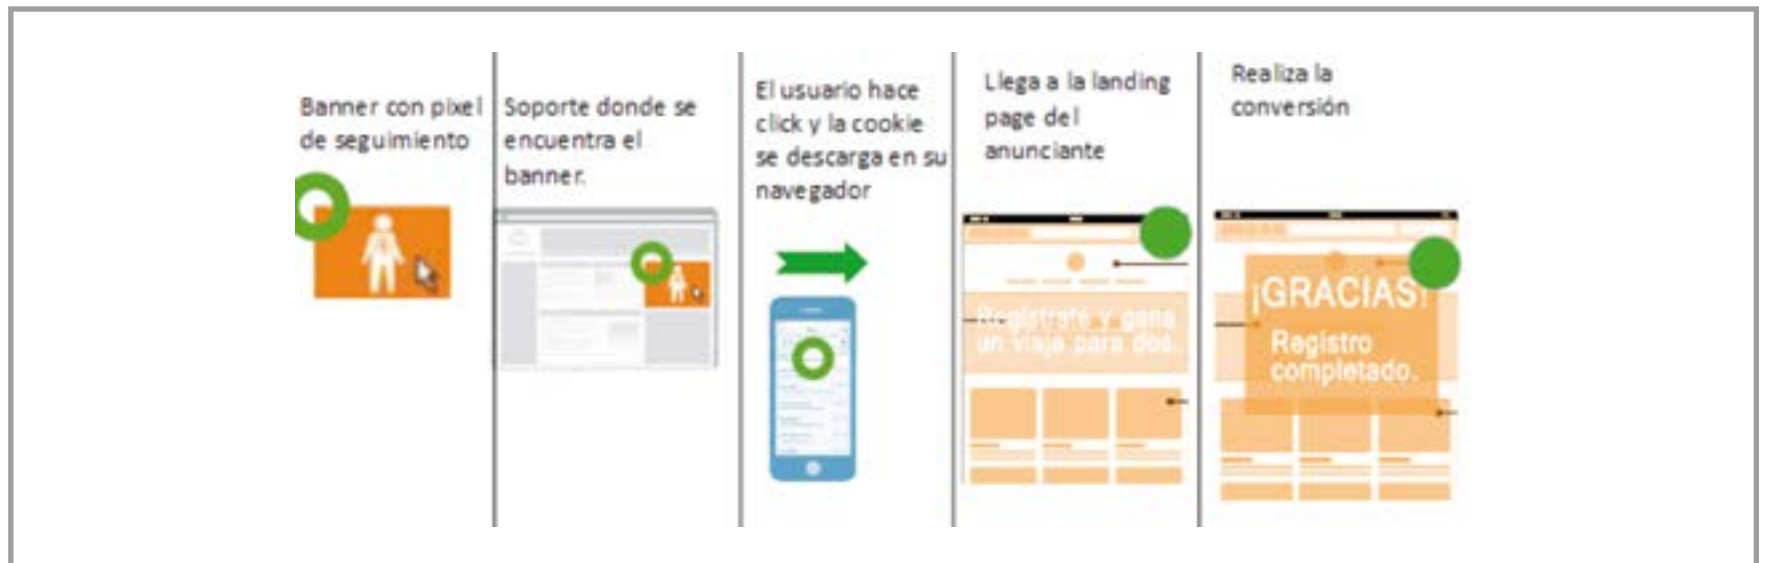 Banner con pixel
de seguimiento
Soporte donde se
encuentra el
banner.
El usuario hace
click y la cookie
se descarga en su
navegador
Llega a la landing
page del
anunciante
Regístrate y gana
un viaje para dos.
Realiza la
conversión
¡GRACIAS!
Registro
completado.